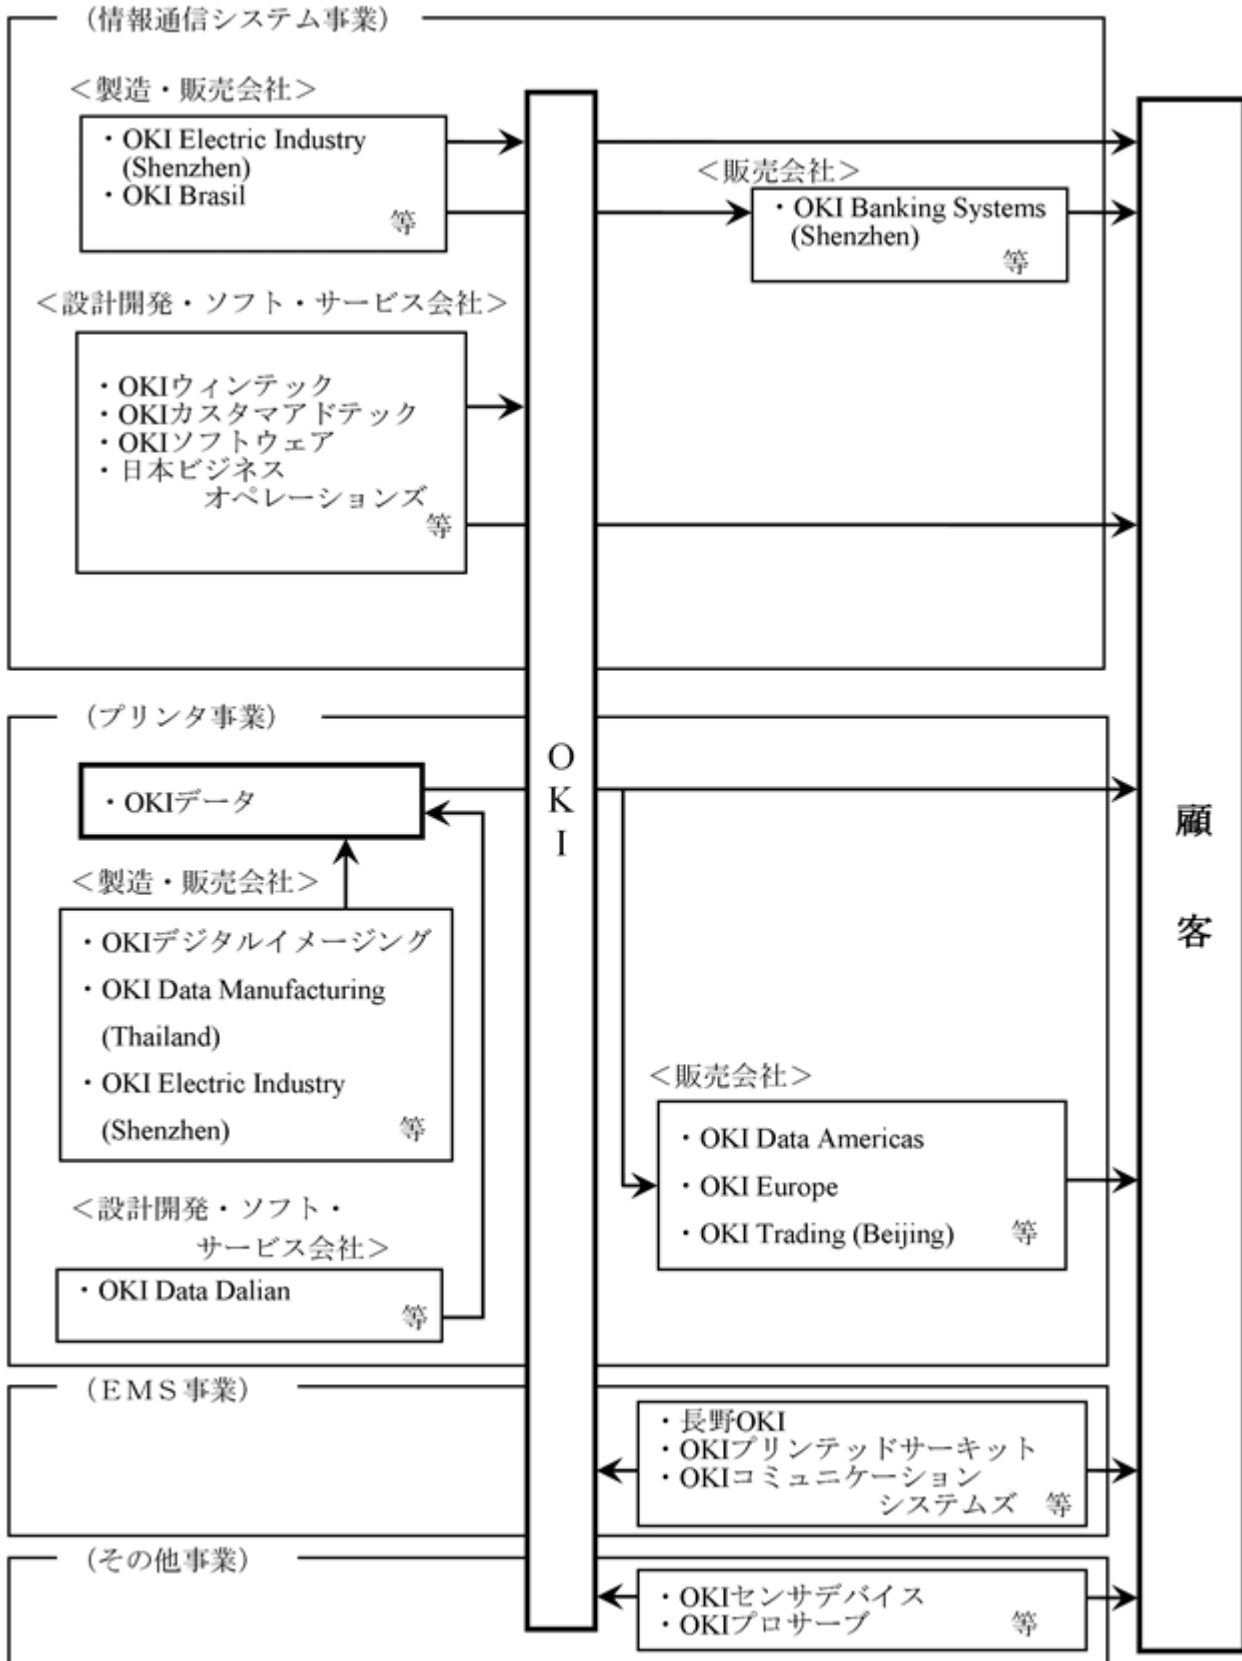 （情報通信システム事業）
＜製造・販売会社＞
・OKI Electric Industry
(Shenzhen)
・OKI Brasil
等
＜販売会社＞
・OKI Banking Systems
(Shenzhen)
等
＜設計開発・ソフト・サービス会社＞
・OKIウィンテック
・OKIカスタマアドテック
・OKIソフトウェア
・日本ビジネス
オペレーションズ
等
（プリンタ事業）
・OKIデータ
＜製造・販売会社＞
・OKIデジタルイメージング
・OKI Data Manufacturing
(Thailand)
・OKI Electric Industry
(Shenzhen) 等
＜設計開発・ソフト・
サービス会社＞
・OKI Data Dalian
等
＜販売会社＞
・OKI Data Americas
・OKI Europe
・OKI Trading (Beijing) 等
（ＥＭＳ事業）
・長野OKI
・OKIプリンテッドサーキット
・OKIコミュニケーション
システムズ 等
（その他事業）
・OKIセンサデバイス
・OKIプロサーブ 等
OKI
顧客